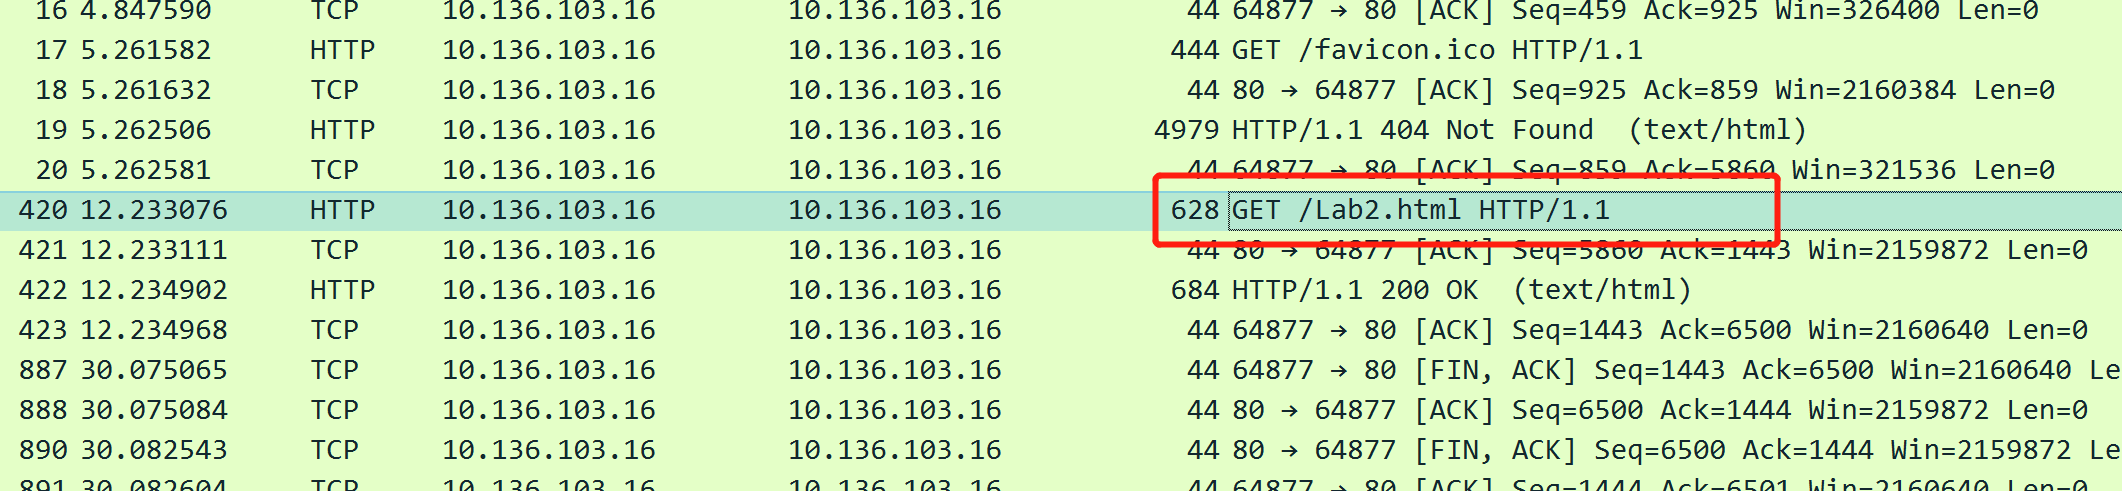 16 4.847590 TCP 10.136.103.16 10.136.103.16 44 64877 → 80 [ACK] Seq=459 Ack=925 Win=326400 Len=0
17 5.261582 HTTP 10.136.103.16 10.136.103.16 444 GET /favicon.ico HTTP/1.1
18 5.261632 TCP 10.136.103.16 10.136.103.16 44 80 → 64877 [ACK] Seq=925 Ack=859 Win=2160384 Len=0
19 5.262506 HTTP 10.136.103.16 10.136.103.16 4979 HTTP/1.1 404 Not Found (text/html)
20 5.262581 TCP 10.136.103.16 10.136.103.16 44 64877 → 80 [ACK] Seq=859 Ack=5860 Win=321536 Len=0
420 12.233076 HTTP 10.136.103.16 10.136.103.16 628 GET /Lab2.html HTTP/1.1
421 12.233111 TCP 10.136.103.16 10.136.103.16 44 80 → 64877 [ACK] Seq=5860 Ack=1443 Win=2159872 Len=0
422 12.234902 HTTP 10.136.103.16 10.136.103.16 684 HTTP/1.1 200 OK (text/html)
423 12.234968 TCP 10.136.103.16 10.136.103.16 44 64877 → 80 [ACK] Seq=1443 Ack=6500 Win=2160640 Len=0
887 30.075065 TCP 10.136.103.16 10.136.103.16 44 64877 → 80 [FIN, ACK] Seq=1443 Ack=6500 Win=2160640 Le
888 30.075084 TCP 10.136.103.16 10.136.103.16 44 80 → 64877 [ACK] Seq=6500 Ack=1444 Win=2159872 Len=0
890 30.082543 TCP 10.136.103.16 10.136.103.16 44 80 → 64877 [FIN, ACK] Seq=6500 Ack=1444 Win=2159872 Le
891 30.082604 TCP 10.136.103.16 10.136.103.16 44 64877 → 80 [ACK] Seq=1444 Ack=6501 Win=2160640 Len=0